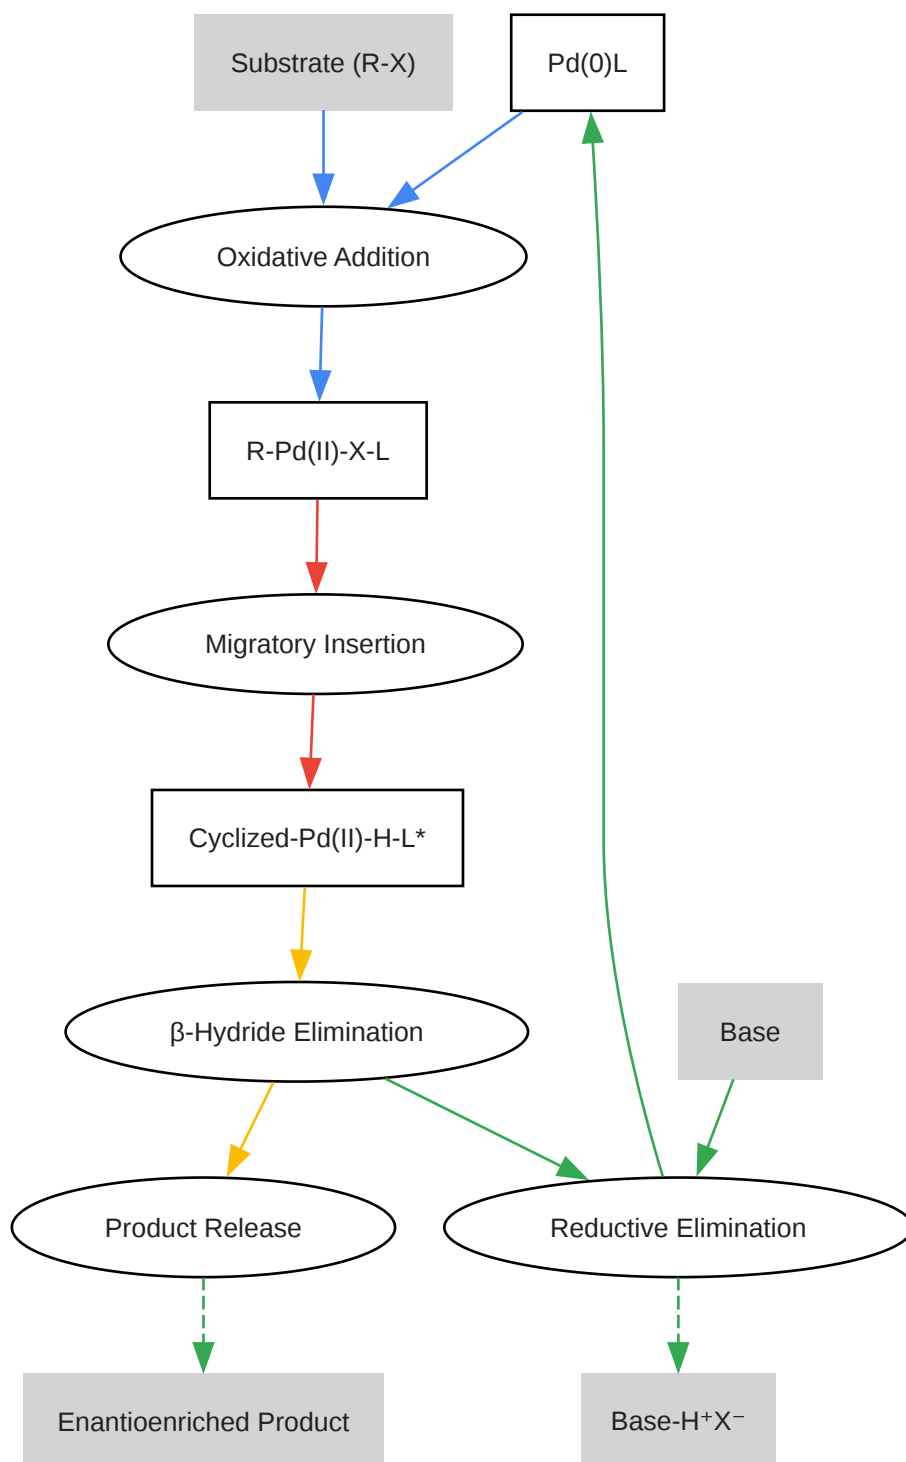 Substrate (R-X)
Pd(0)L
Oxidative Addition
R-Pd(II)-X-L
Migratory Insertion
Cyclized-Pd(II)-H-L*
β-Hydride Elimination
Base
Product Release
Reductive Elimination
Enantioenriched Product
Base-H⁺X⁻